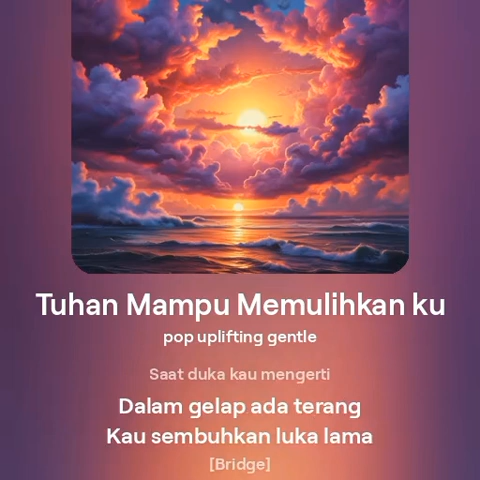 Tuhan Mampu Memulihkan ku
pop uplifting gentle
Saat duka kau mengerti
Dalam gelap ada terang
Kau sembuhkan luka lama
[Bridge]